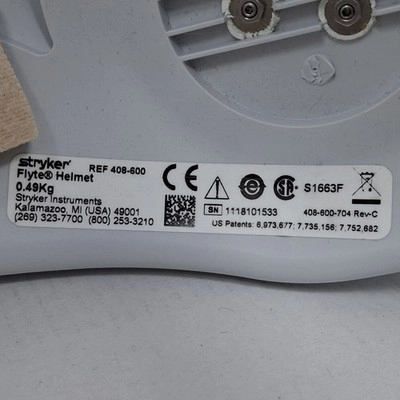 stryker® REF 408-600
Flyte® Helmet
0.49Kg
Stryker Instruments
Kalamazoo, MI (USA) 49001
(269) 323-7700 (800) 253-3210
CE
SA S1663F
SN 1118101533 408-600-704 Rev-C
US Patents: 6,973,677; 7,735,156; 7,752,682